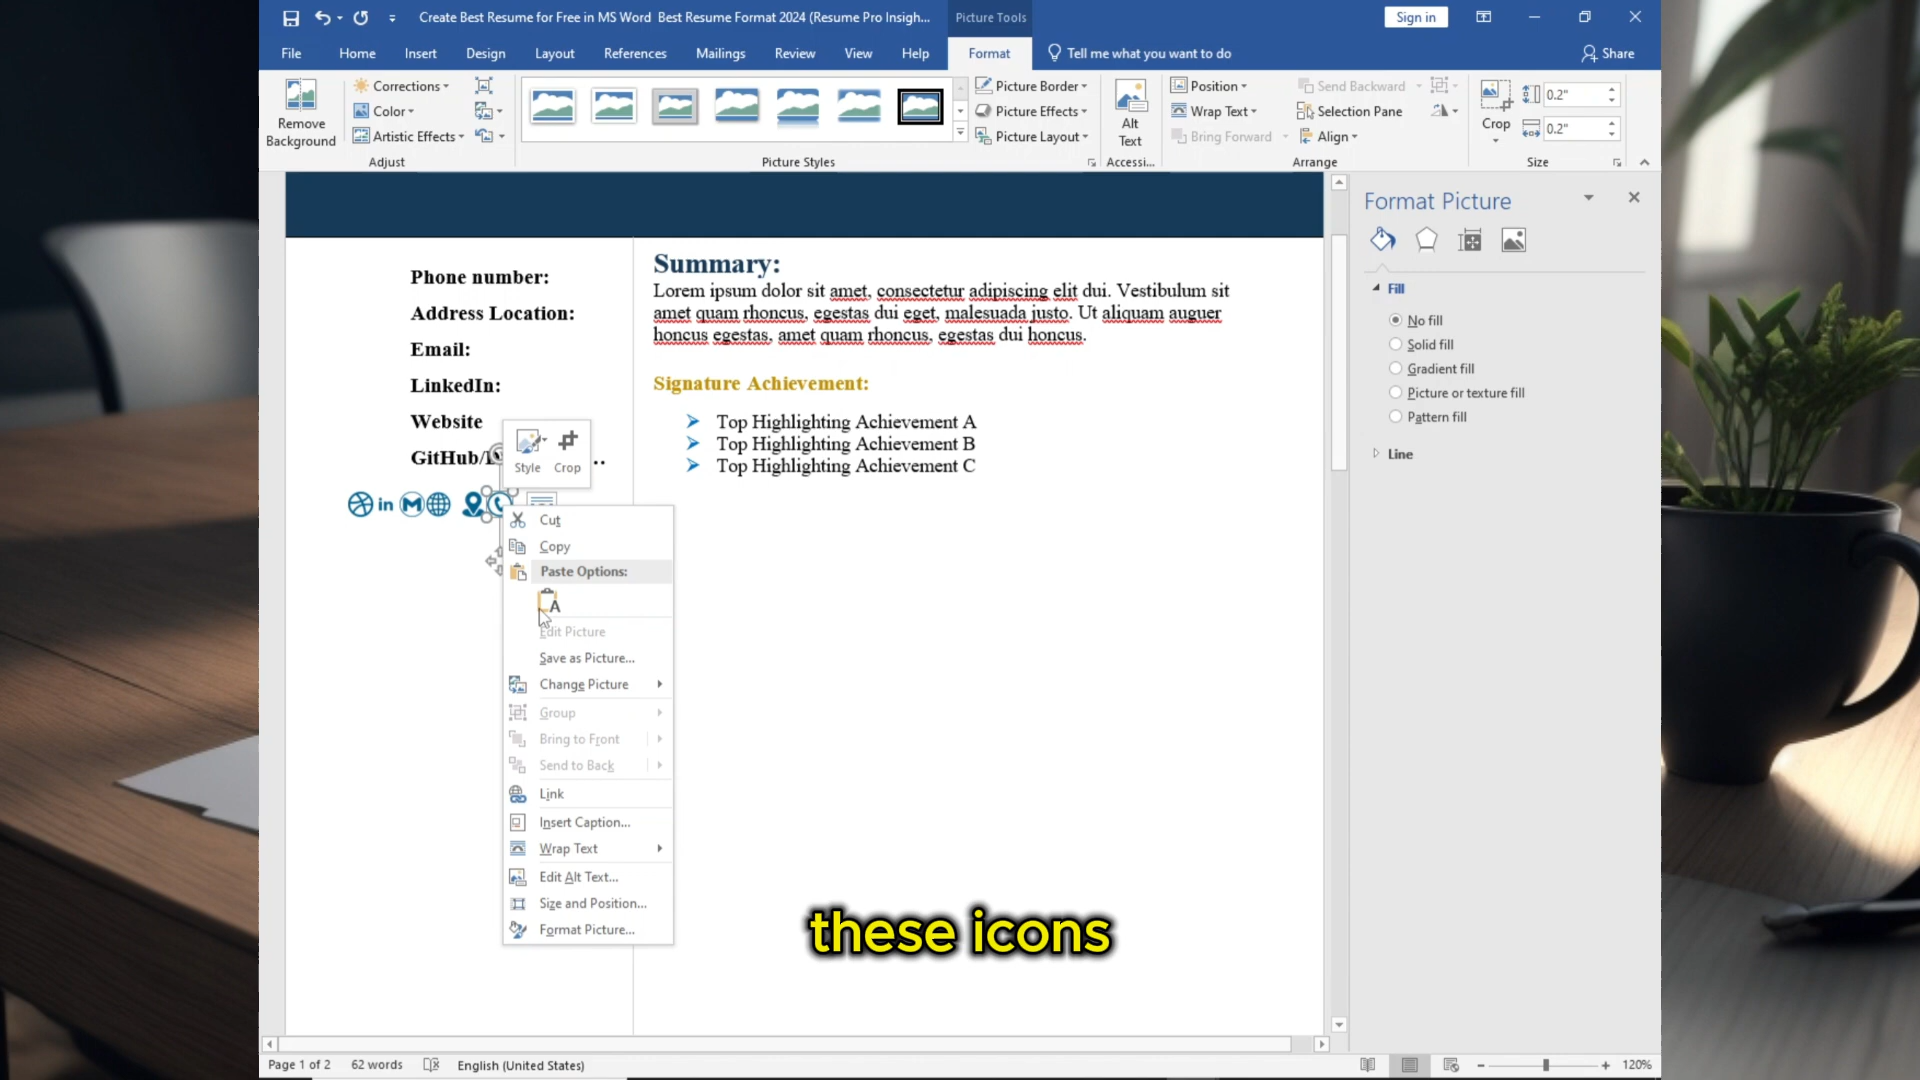 Create Best Resume for Free in MS Word Best Resume Format 2024 (Resume Pro Insigh...
Picture Tools
Sign in
File
Home
Insert
Design
Layout
References
Mailings
Review
View
Help
Format
Tell me what you want to do
Share
Remove
Background
Corrections
Color
Artistic Effects
Adjust
Picture Styles
Picture Border
Picture Effects
Picture Layout
Alt
Text
Accessi...
Position
Wrap Text
Bring Forward
Send Backward
Selection Pane
Align
Arrange
Crop
0.2"
0.2"
Size
Phone number:
Address Location:
Email:
LinkedIn:
Website
GitHub/
Style
Crop
in
Cut
Copy
Paste Options:
A
Edit Picture
Save as Picture...
Change Picture
Group
Bring to Front
Send to Back
Link
Insert Caption...
Wrap Text
Edit Alt Text...
Size and Position...
Format Picture...
Summary:
Lorem ipsum dolor sit amet, consectetur adipiscing elit dui. Vestibulum sit
amet quam rhoncus, egestas dui eget, malesuada justo. Ut aliquam auguer
honcus egestas, amet quam rhoncus, egestas dui honcus.
Signature Achievement:
Top Highlighting Achievement A
Top Highlighting Achievement B
Top Highlighting Achievement C
Format Picture
Fill
No fill
Solid fill
Gradient fill
Picture or texture fill
Pattern fill
Line
these icons
Page 1 of 2
62 words
English (United States)
120%